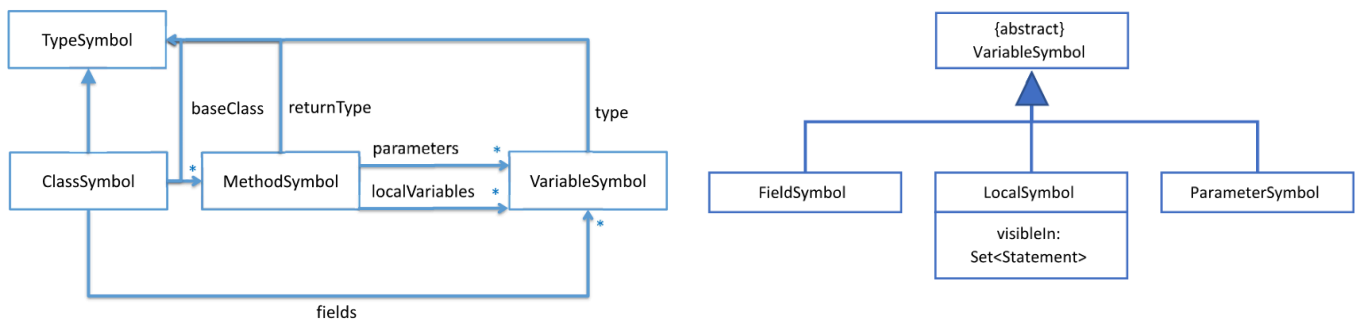 TypeSymbol
baseClass
returnType
type
ClassSymbol
*
MethodSymbol
parameters
*
localVariables
*
VariableSymbol
*
fields
{abstract}
VariableSymbol
FieldSymbol
LocalSymbol
ParameterSymbol
visibleIn:
Set<Statement>